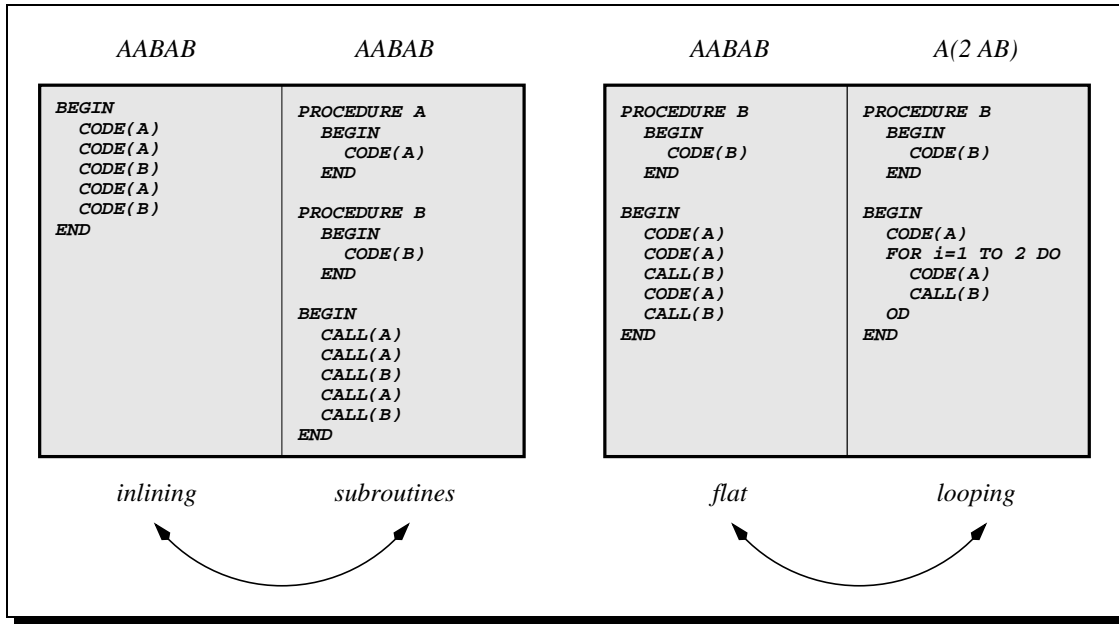 AABAB
BEGIN
CODE(A)
CODE(A)
CODE(B)
CODE(A)
CODE(B)
END
inlining
AABAB
PROCEDURE A
BEGIN
CODE(A)
END
PROCEDURE B
BEGIN
CODE(B)
END
BEGIN
CALL(A)
CALL(A)
CALL(B)
CALL(A)
CALL(B)
END
subroutines
AABAB
PROCEDURE B
BEGIN
CODE(B)
END
BEGIN
CODE(A)
CODE(A)
CALL(B)
CODE(A)
CALL(B)
END
flat
A(2 AB)
PROCEDURE B
BEGIN
CODE(B)
END
BEGIN
CODE(A)
FOR i=1 TO 2 DO
CODE(A)
CALL(B)
OD
END
looping